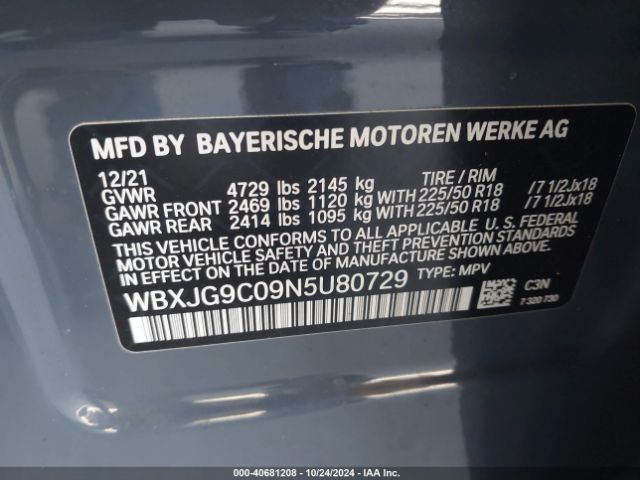 MFD BY BAYERISCHE MOTOREN WERKE AG
12/21 TIRE / RIM
GVWR 4729 lbs 2145 kg
GAWR FRONT 2469 lbs 1120 kg WITH 225/50 R18 /7 1/2Jx18
GAWR REAR 2414 lbs 1095 kg WITH 225/50 R18 /7 1/2Jx18
THIS VEHICLE CONFORMS TO ALL APPLICABLE U. S. FEDERAL
MOTOR VEHICLE SAFETY AND THEFT PREVENTION STANDARDS
IN EFFECT ON THE DATE OF MANUFACTURE SHOWN ABOVE.
WBXJG9C09N5U80729 TYPE: MPV
C3N
7 320 730
000-40681208 - 10/24/2024 - IAA Inc.